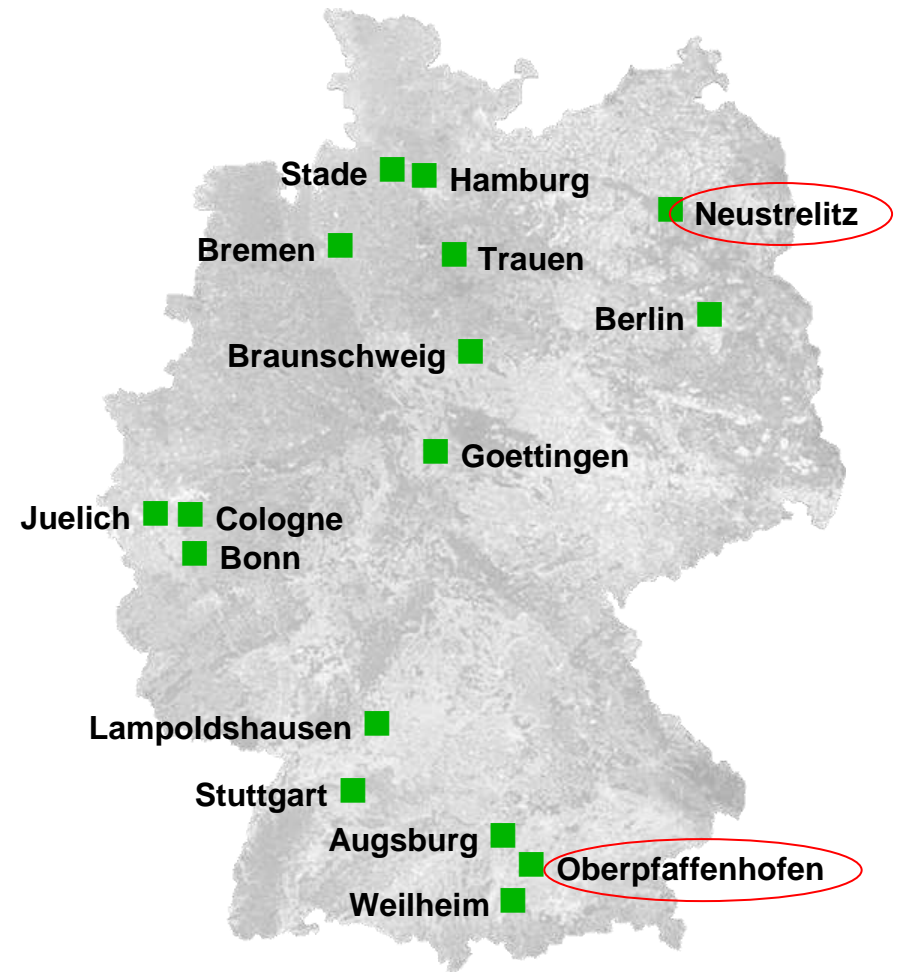 Stade
Hamburg
Neustrelitz
Bremen
Trauen
Berlin
Braunschweig
Goettingen
Juelich
Cologne
Bonn
Lampoldshausen
Stuttgart
Augsburg
Oberpfaffenhofen
Weilheim